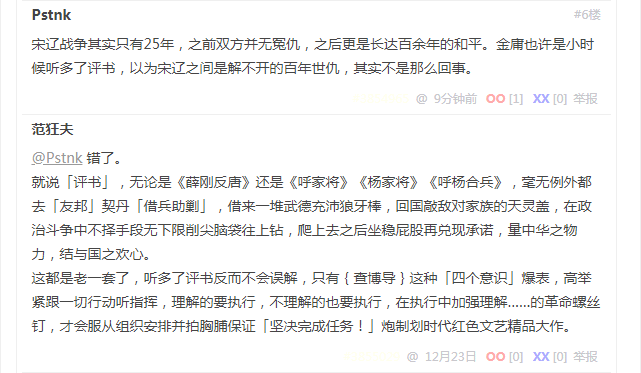 Pstnk #6楼
宋辽战争其实只有25年，之前双方并无冤仇，之后更是长达百余年的和平。金庸也许是小时
候听多了评书，以为宋辽之间是解不开的百年世仇，其实不是那么回事。
@ 9分钟前 OO [1] XX [0] 举报
范狂夫
@Pstnk 错了。
就说「评书」，无论是《薛刚反唐》还是《呼家将》《杨家将》《呼杨合兵》，毫无例外都
去「友邦」契丹「借兵助剿」，借来一堆武德充沛狼牙棒，回国敲敌对家族的天灵盖，在政
治斗争中不择手段无下限削尖脑袋往上钻，爬上去之后坐稳屁股再兑现承诺，量中华之物
力，结与国之欢心。
这都是老一套了，听多了评书反而不会误解，只有｛查博导｝这种「四个意识」爆表，高举
紧跟一切行动听指挥，理解的要执行，不理解的也要执行，在执行中加强理解……的革命螺丝
钉，才会服从组织安排并拍胸脯保证「坚决完成任务！」炮制划时代红色文艺精品大作。
@ 12月23日 OO [0] XX [0] 举报